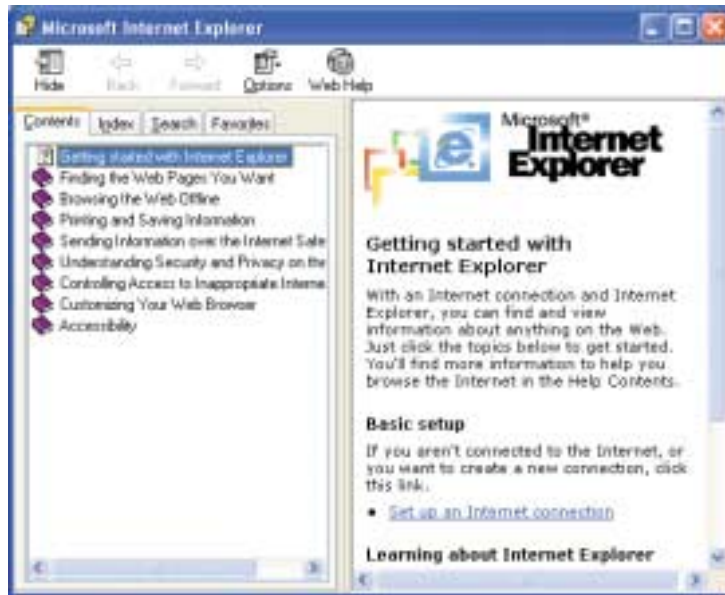 Microsoft Internet Explorer
Hide Back Forward Options Web Help
Contents Index Search Favorites
Getting started with Internet Explorer
Finding the Web Pages You Want
Browsing the Web Offline
Printing and Saving Information
Sending Information over the Internet Safe
Understanding Security and Privacy on the
Controlling Access to Inappropriate Interne
Customizing Your Web Browser
Accessibility
Microsoft®
Internet
Explorer
Getting started with
Internet Explorer
With an Internet connection and Internet
Explorer, you can find and view
information about anything on the Web.
Just click the topics below to get started.
You'll find more information to help you
browse the Internet in the Help Contents.
Basic setup
If you aren't connected to the Internet, or
you want to create a new connection, click
this link.
• Set up an Internet connection
Learning about Internet Explorer